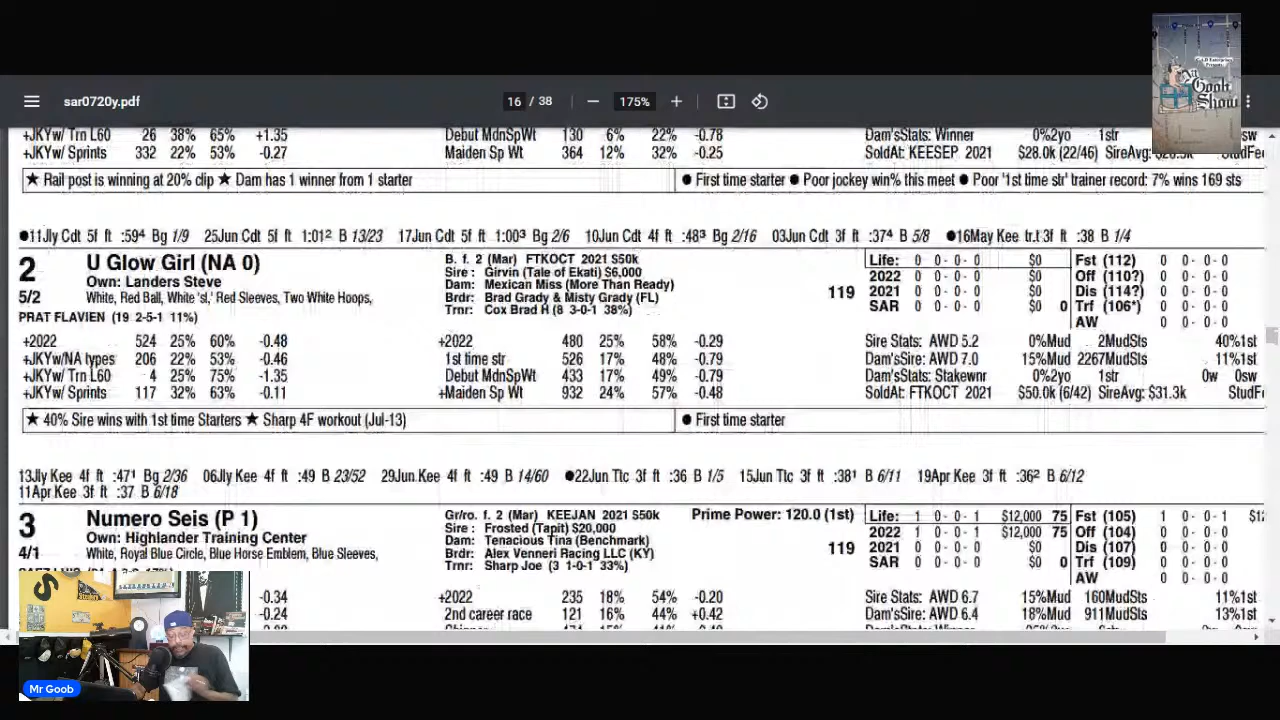 sar0720y.pdf
16 / 38
175%
The Goob Show
+JKYw/ Trn L60 26 38% 65% +1.35 Debut MdnSpWt 130 6% 22% -0.78 Dam'sStats: Winner 0%2yo 1str 0sw
+JKYw/ Sprints 332 22% 53% -0.27 Maiden Sp Wt 364 12% 32% -0.25 SoldAt: KEESEP 2021 $28.0k (22/46) SireAvg:
★ Rail post is winning at 20% clip ★ Dam has 1 winner from 1 starter ● First time starter ● Poor jockey win% this meet ● Poor '1st time str' trainer record: 7% wins 169 sts
●11Jly Cdt 5f ft :59⁴ Bg 1/9 25Jun Cdt 5f ft 1:01² B 13/23 17Jun Cdt 5f ft 1:00³ Bg 2/6 10Jun Cdt 4f ft :48³ Bg 2/16 03Jun Cdt 3f ft :37⁴ B 5/8 ●16May Kee tr.t 3f ft :38 B 1/4
2 U Glow Girl (NA 0) B. f. 2 (Mar) FTKOCT 2021 $50k Life: 0 0 - 0 - 0 $0 Fst (112) 0 0 - 0 - 0
Own: Landers Steve Sire : Girvin (Tale of Ekati) $6,000 2022 0 0 - 0 - 0 $0 Off (110?) 0 0 - 0 - 0
5/2 White, Red Ball, White 'sl,' Red Sleeves, Two White Hoops, Dam: Mexican Miss (More Than Ready) 119 2021 0 0 - 0 - 0 $0 Dis (114?) 0 0 - 0 - 0
Brdr: Brad Grady & Misty Grady (FL) SAR 0 0 - 0 - 0 $0 0 Trf (106*) 0 0 - 0 - 0
PRAT FLAVIEN (19 2-5-1 11%) Trnr: Cox Brad H (8 3-0-1 38%) AW 0 0 - 0 - 0
+2022 524 25% 60% -0.48 +2022 480 25% 58% -0.29 Sire Stats: AWD 5.2 0%Mud 2MudSts 40%1st
+JKYw/NA types 206 22% 53% -0.46 1st time str 526 17% 48% -0.79 Dam'sSire: AWD 7.0 15%Mud 2267MudSts 11%1st
+JKYw/ Trn L60 4 25% 75% -1.35 Debut MdnSpWt 433 17% 49% -0.79 Dam'sStats: Stakewnr 0%2yo 1str 0w 0sw
+JKYw/ Sprints 117 32% 63% -0.11 +Maiden Sp Wt 932 24% 57% -0.48 SoldAt: FTKOCT 2021 $50.0k (6/42) SireAvg: $31.3k StudF
★ 40% Sire wins with 1st time Starters ★ Sharp 4F workout (Jul-13) ● First time starter
13Jly Kee 4f ft :47¹ Bg 2/36 06Jly Kee 4f ft :49 B 23/52 29Jun Kee 4f ft :49 B 14/60 ●22Jun Ttc 3f ft :36 B 1/5 15Jun Ttc 3f ft :38¹ B 6/11 19Apr Kee 3f ft :36² B 6/12
11Apr Kee 3f ft :37 B 6/18
3 Numero Seis (P 1) Gr/ro. f. 2 (Mar) KEEJAN 2021 $50k Prime Power: 120.0 (1st) Life: 1 0 - 0 - 1 $12,000 75 Fst (105) 1 0 - 0 - 1 $12
Own: Highlander Training Center Sire : Frosted (Tapit) $20,000 2022 1 0 - 0 - 1 $12,000 75 Off (104) 0 0 - 0 - 0
4/1 White, Royal Blue Circle, Blue Horse Emblem, Blue Sleeves, Dam: Tenacious Tina (Benchmark) 119 2021 0 0 - 0 - 0 $0 Dis (107) 0 0 - 0 - 0
Brdr: Alex Venneri Racing LLC (KY) SAR 0 0 - 0 - 0 $0 0 Trf (109) 0 0 - 0 - 0
Trnr: Sharp Joe (3 1-0-1 33%) AW 0 0 - 0 - 0
-0.34 +2022 235 18% 54% -0.20 Sire Stats: AWD 6.7 15%Mud 160MudSts 11%1st
-0.24 2nd career race 121 16% 44% +0.42 Dam'sSire: AWD 6.4 18%Mud 911MudSts 13%1st
Mr Goob